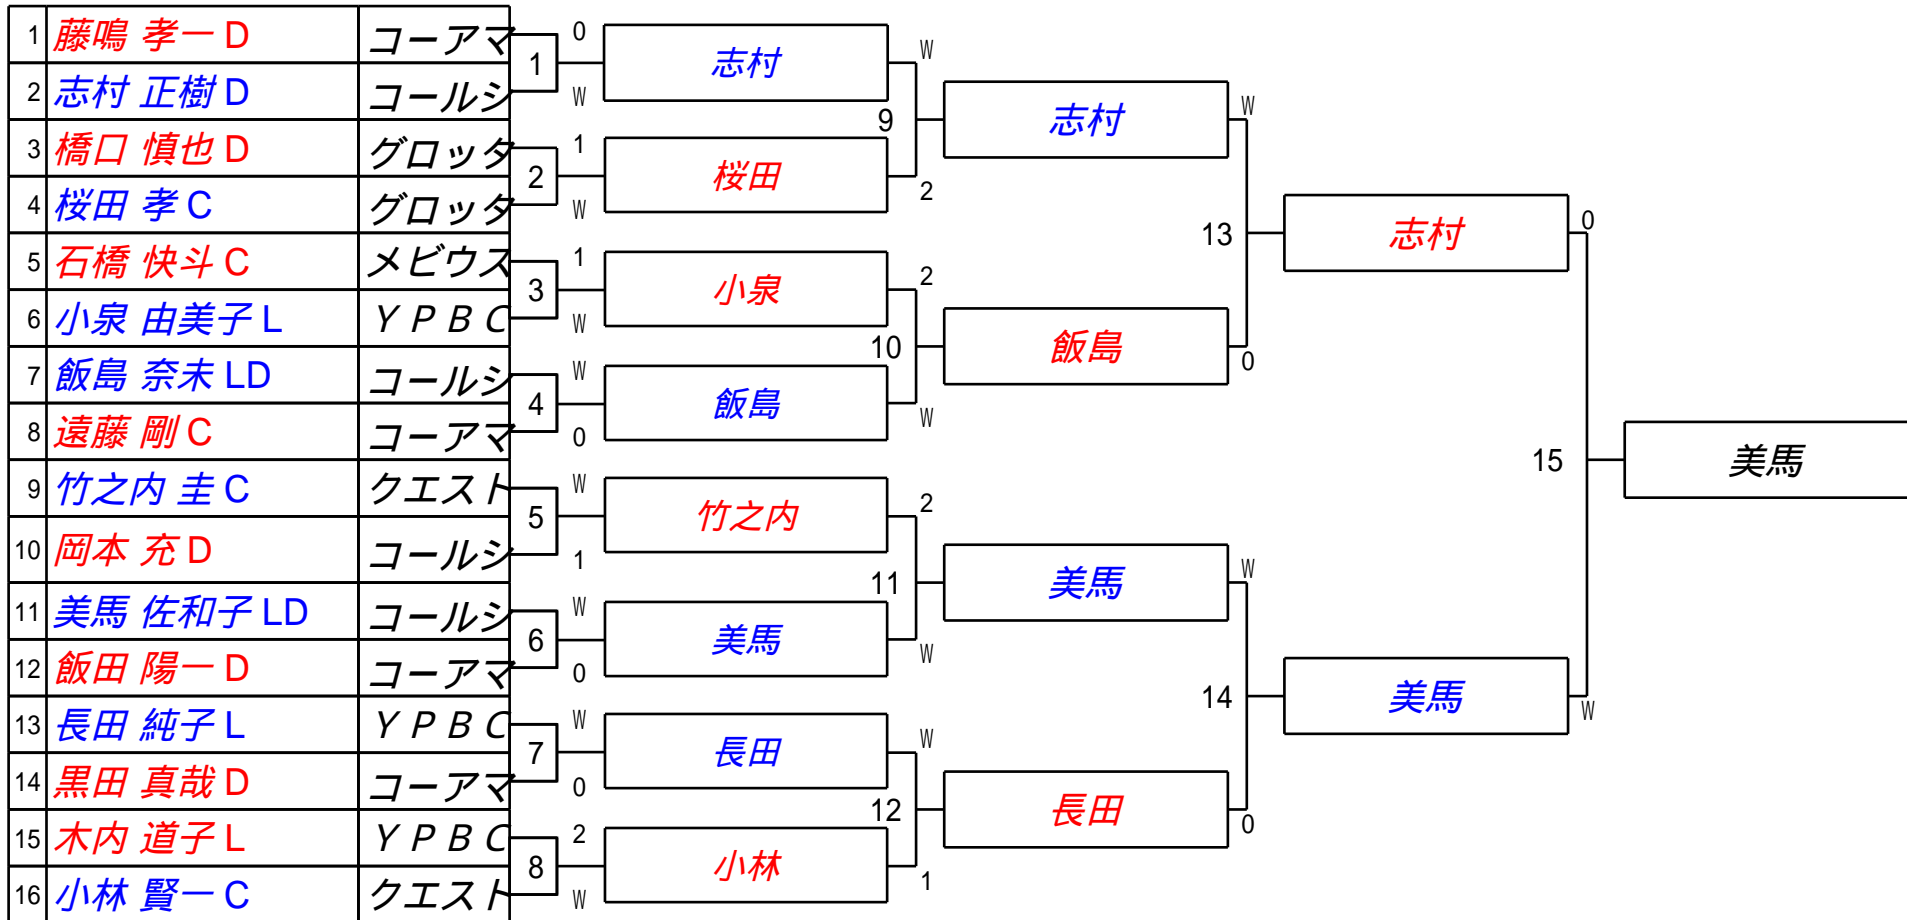 1 藤鳴 孝一 D コーアマ
2 志村 正樹 D コールシ
3 橋口 慎也 D グロッタ
4 桜田 孝 C グロッタ
5 石橋 快斗 C メビウス
6 小泉 由美子 L ＹＰＢＣ
7 飯島 奈未 LD コールシ
8 遠藤 剛 C コーアマ
9 竹之内 圭 C クエスト
10 岡本 充 D コールシ
11 美馬 佐和子 LD コールシ
12 飯田 陽一 D コーアマ
13 長田 純子 L ＹＰＢＣ
14 黒田 真哉 D コーアマ
15 木内 道子 L ＹＰＢＣ
16 小林 賢一 C クエスト
1 0 W
2 1 W
3 1 W
4 W 0
5 W 1
6 W 0
7 W 0
8 2 W
志村 W
9
桜田 2
小泉 2
10
飯島 W
竹之内 2
11
美馬 W
長田 W
12
小林 1
志村 W
13
飯島 0
美馬 W
14
長田 0
志村 0
15
美馬 W
美馬